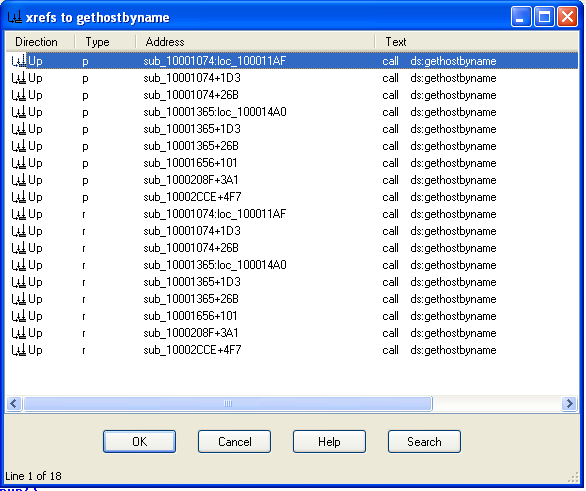 xrefs to gethostbyname
Direction Type Address Text
Up p sub_10001074:loc_100011AF call ds:gethostbyname
Up p sub_10001074+1D3 call ds:gethostbyname
Up p sub_10001074+26B call ds:gethostbyname
Up p sub_10001365:loc_100014A0 call ds:gethostbyname
Up p sub_10001365+1D3 call ds:gethostbyname
Up p sub_10001365+26B call ds:gethostbyname
Up p sub_10001656+101 call ds:gethostbyname
Up p sub_1000208F+3A1 call ds:gethostbyname
Up p sub_10002CCE+4F7 call ds:gethostbyname
Up r sub_10001074:loc_100011AF call ds:gethostbyname
Up r sub_10001074+1D3 call ds:gethostbyname
Up r sub_10001074+26B call ds:gethostbyname
Up r sub_10001365:loc_100014A0 call ds:gethostbyname
Up r sub_10001365+1D3 call ds:gethostbyname
Up r sub_10001365+26B call ds:gethostbyname
Up r sub_10001656+101 call ds:gethostbyname
Up r sub_1000208F+3A1 call ds:gethostbyname
Up r sub_10002CCE+4F7 call ds:gethostbyname
OK Cancel Help Search
Line 1 of 18